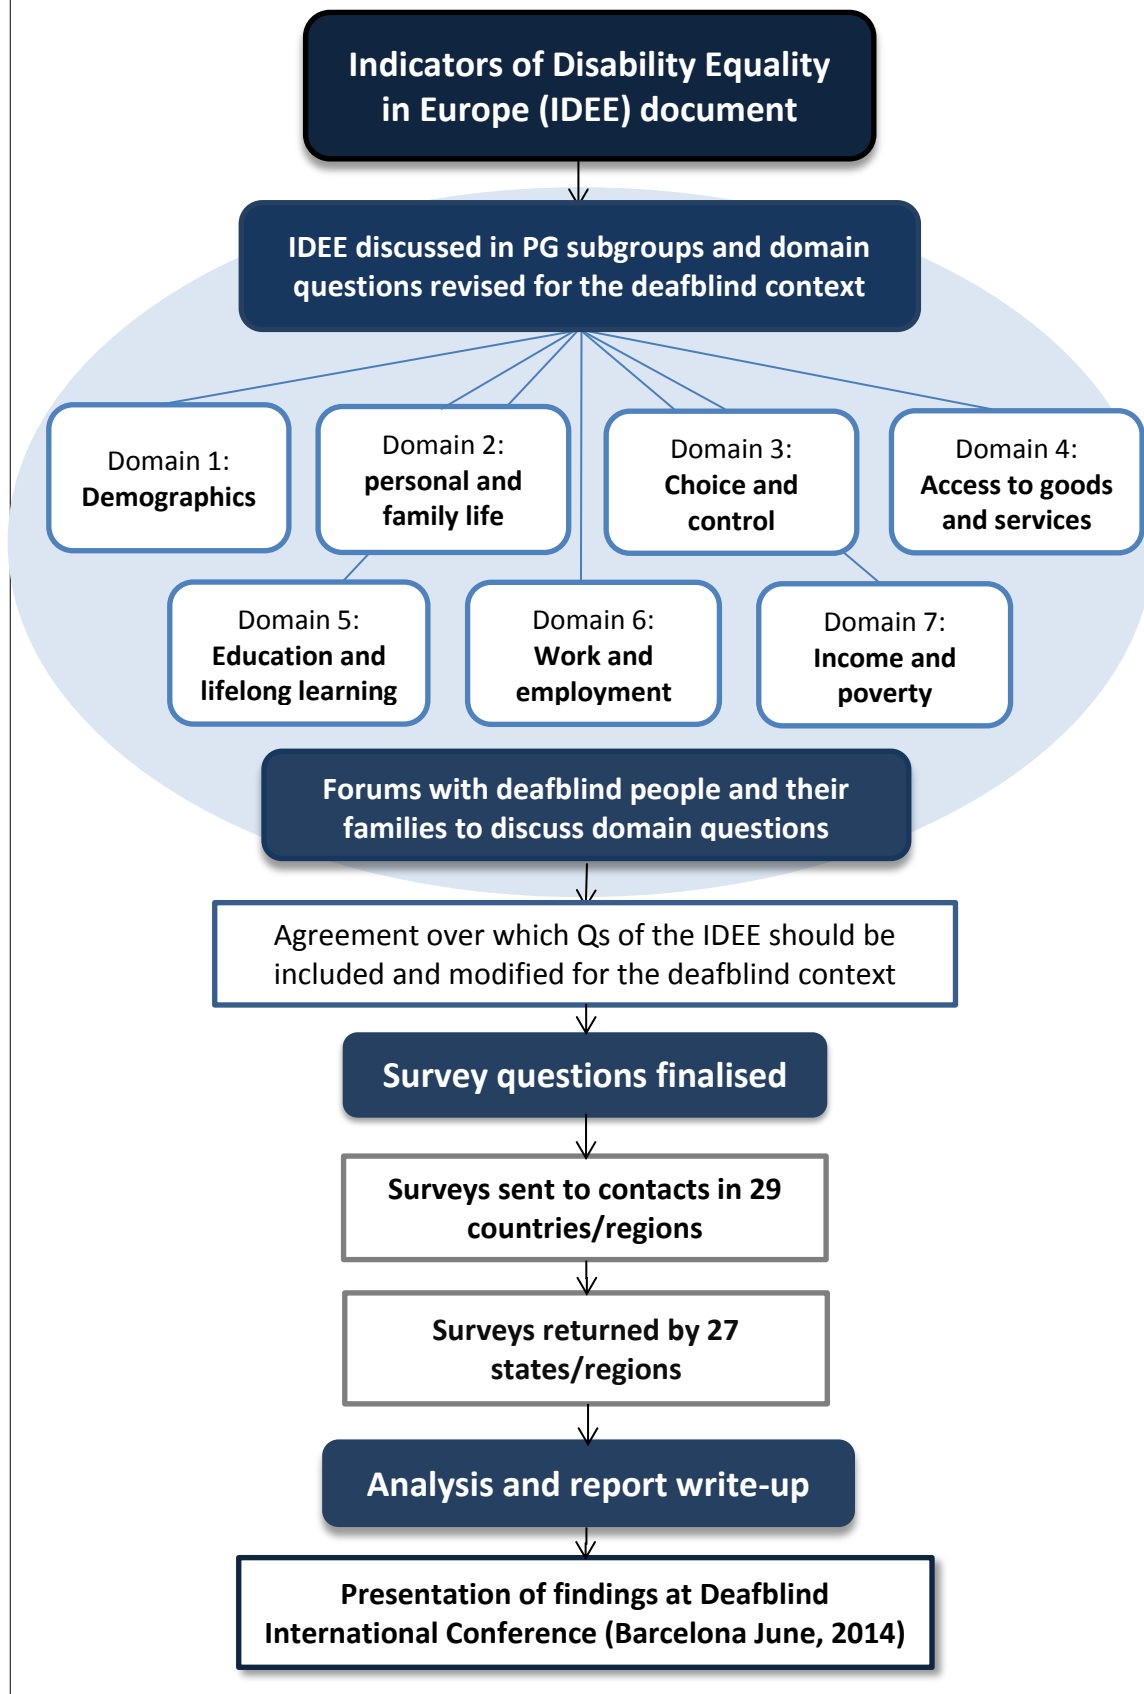 Indicators of Disability Equality
in Europe (IDEE) document
IDEE discussed in PG subgroups and domain
questions revised for the deafblind context
Domain 1:
Demographics
Domain 2:
personal and
family life
Domain 3:
Choice and
control
Domain 4:
Access to goods
and services
Domain 5:
Education and
lifelong learning
Domain 6:
Work and
employment
Domain 7:
Income and
poverty
Forums with deafblind people and their
families to discuss domain questions
Agreement over which Qs of the IDEE should be
included and modified for the deafblind context
Survey questions finalised
Surveys sent to contacts in 29
countries/regions
Surveys returned by 27
states/regions
Analysis and report write-up
Presentation of findings at Deafblind
International Conference (Barcelona June, 2014)